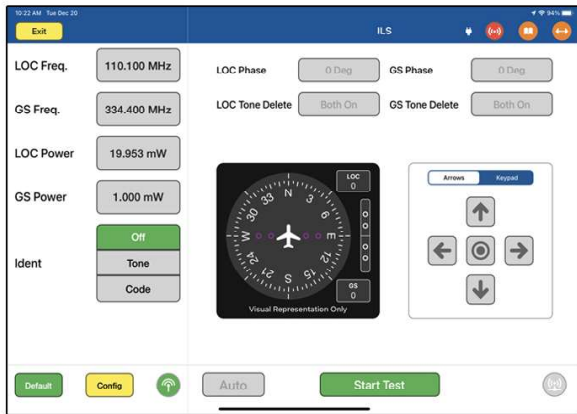 10:22 AM Tue Dec 20
94%
Exit
ILS
LOC Freq.
110.100 MHz
GS Freq.
334.400 MHz
LOC Power
19.953 mW
GS Power
1.000 mW
Ident
Off
Tone
Code
LOC Phase
0 Deg
GS Phase
0 Deg
LOC Tone Delete
Both On
GS Tone Delete
Both On
LOC
0
N
3
6
E
12
15
S
21
24
W
30
33
GS
0
Visual Representation Only
Arrows
Keypad
Default
Config
Auto
Start Test